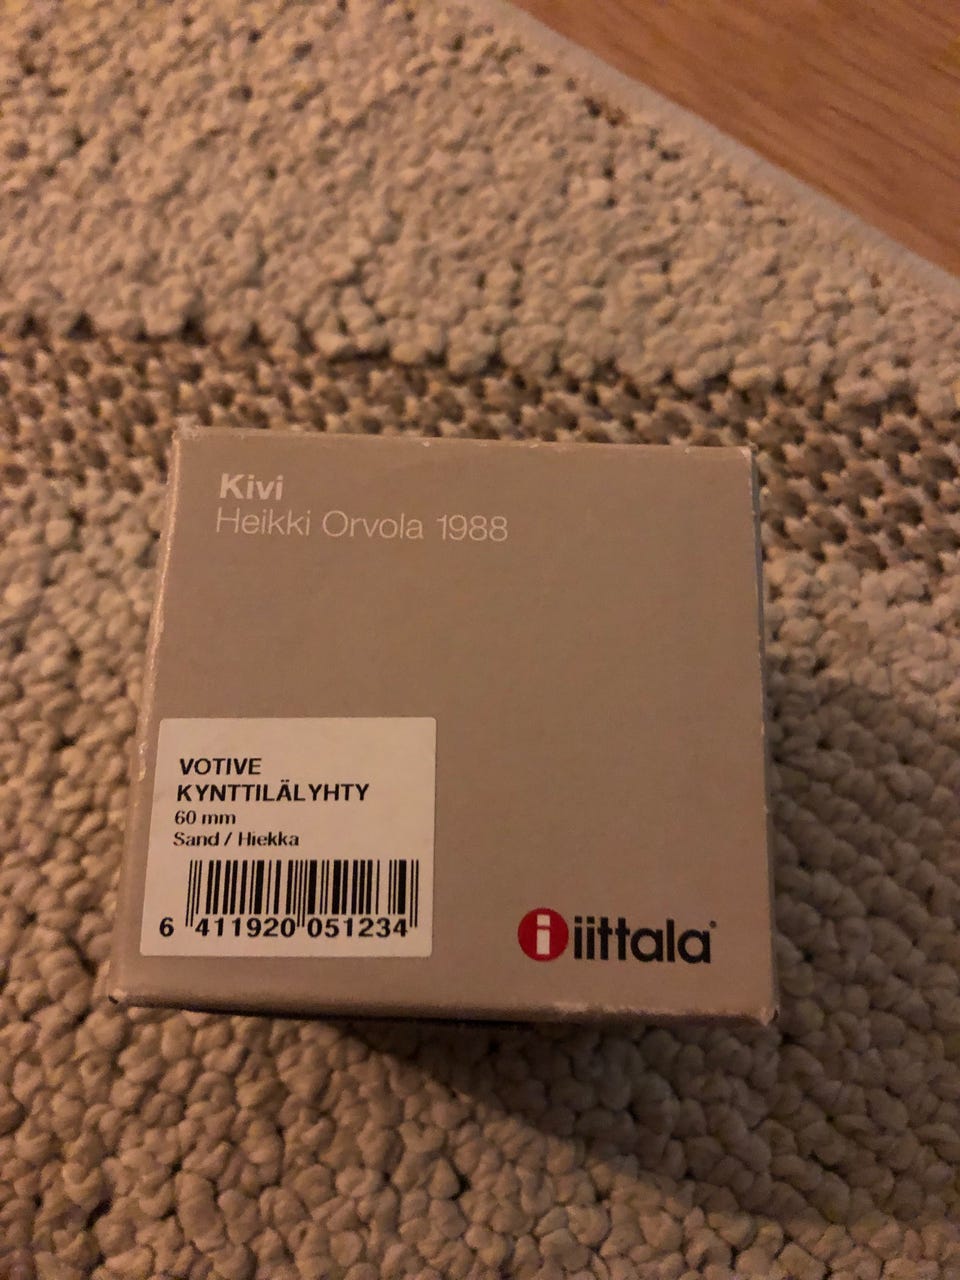 Kivi
Heikki Orvola 1988
VOTIVE
KYNTTILÄLYHTY
60 mm
Sand / Hiekka
6 411920 051234
i iittala